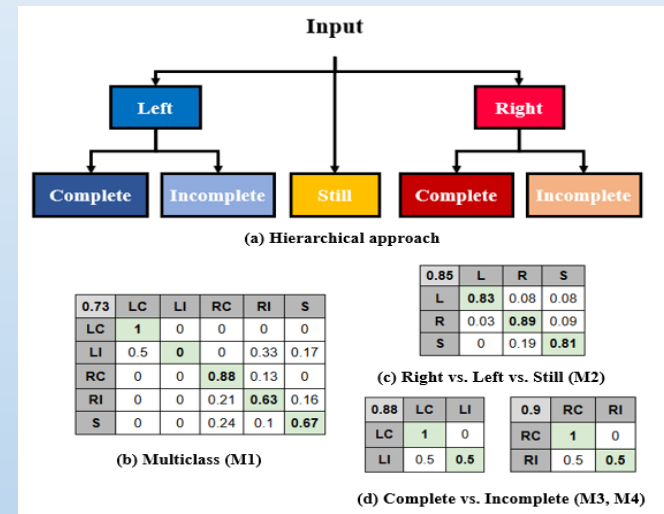 Input
Left Right
Complete Incomplete Still Complete Incomplete
(a) Hierarchical approach
0.85 L R S
L 0.83 0.08 0.08
R 0.03 0.89 0.09
S 0 0.19 0.81
(c) Right vs. Left vs. Still (M2)
0.73 LC LI RC RI S
LC 1 0 0 0 0
LI 0.5 0 0 0.33 0.17
RC 0 0 0.88 0.13 0
RI 0 0 0.21 0.63 0.16
S 0 0 0.24 0.1 0.67
(b) Multiclass (M1)
0.88 LC LI
LC 1 0
LI 0.5 0.5
0.9 RC RI
RC 1 0
RI 0.5 0.5
(d) Complete vs. Incomplete (M3, M4)